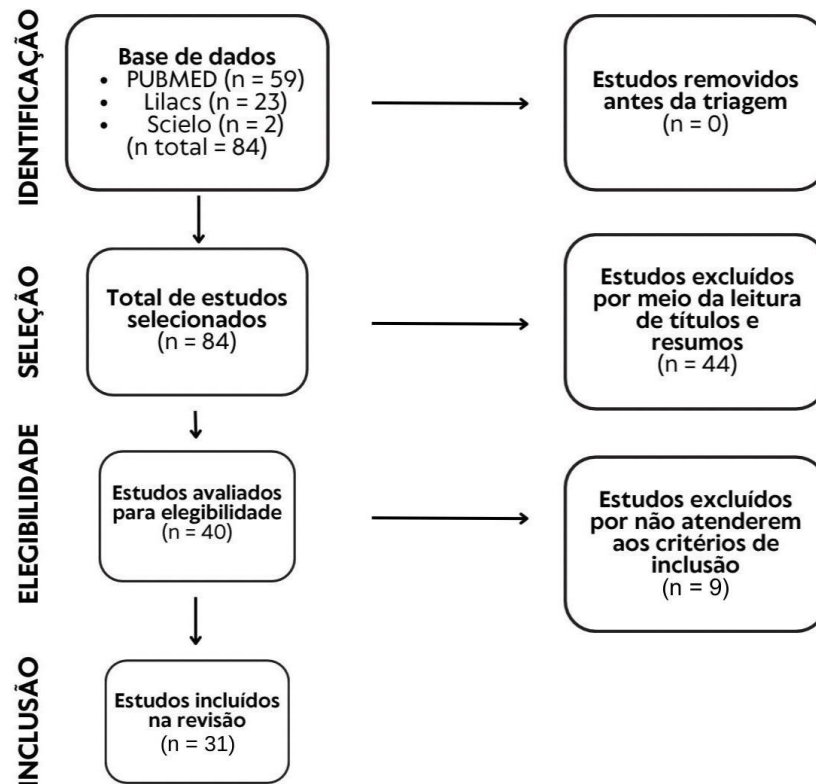 IDENTIFICAÇÃO
Base de dados
• PUBMED (n = 59)
• Lilacs (n = 23)
• Scielo (n = 2)
(n total = 84)
Estudos removidos
antes da triagem
(n = 0)
SELEÇÃO
Total de estudos
selecionados
(n = 84)
Estudos excluídos
por meio da leitura
de títulos e
resumos
(n = 44)
ELEGIBILIDADE
Estudos avaliados
para elegibilidade
(n = 40)
Estudos excluídos
por não atenderem
aos critérios de
inclusão
(n = 9)
INCLUSÃO
Estudos incluídos
na revisão
(n = 31)